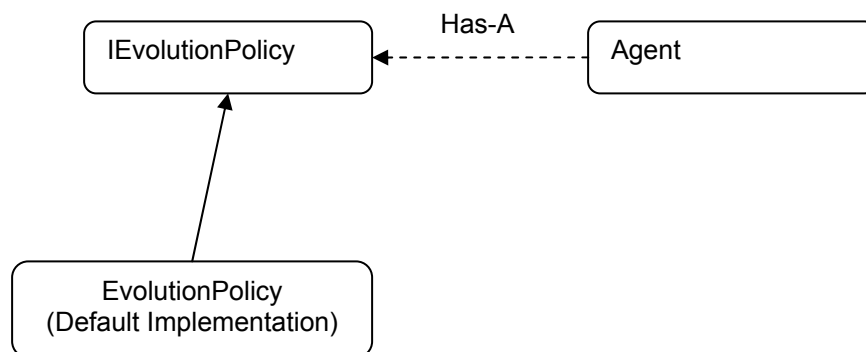 Has-A
IEvolutionPolicy
Agent
EvolutionPolicy
(Default Implementation)